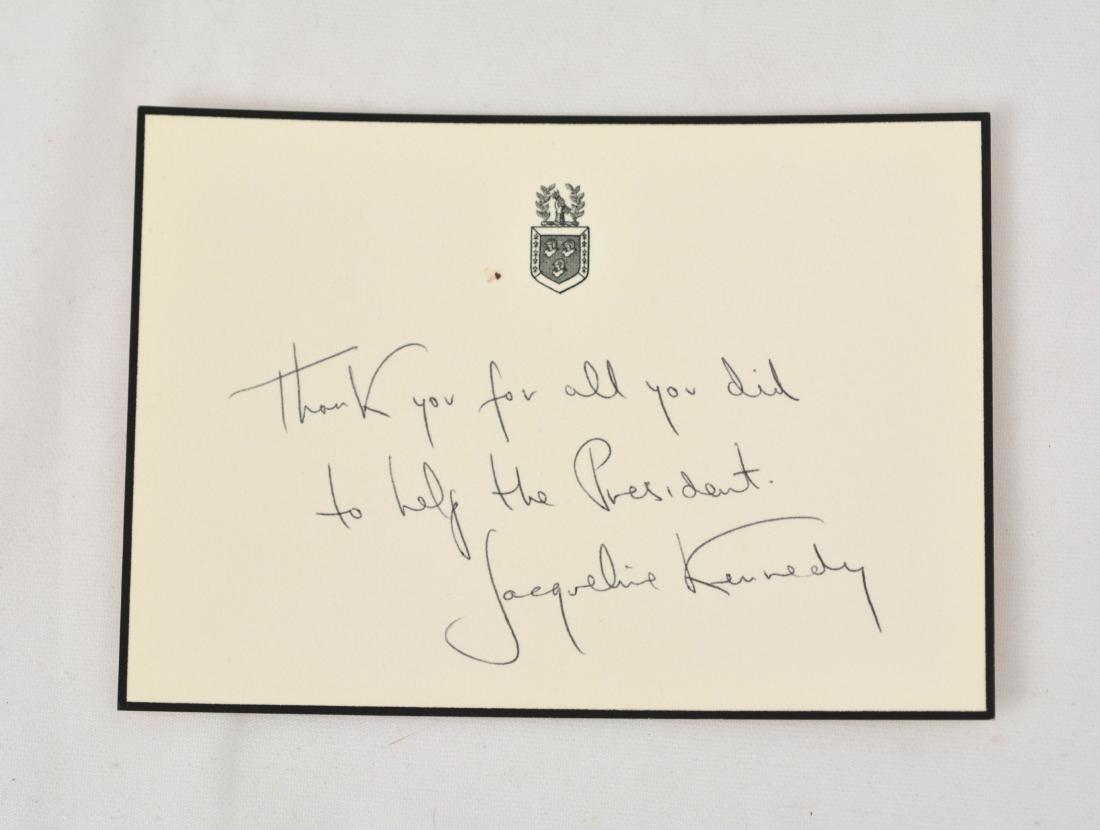 Thank you for all you did
to help the President.
Jacqueline Kennedy